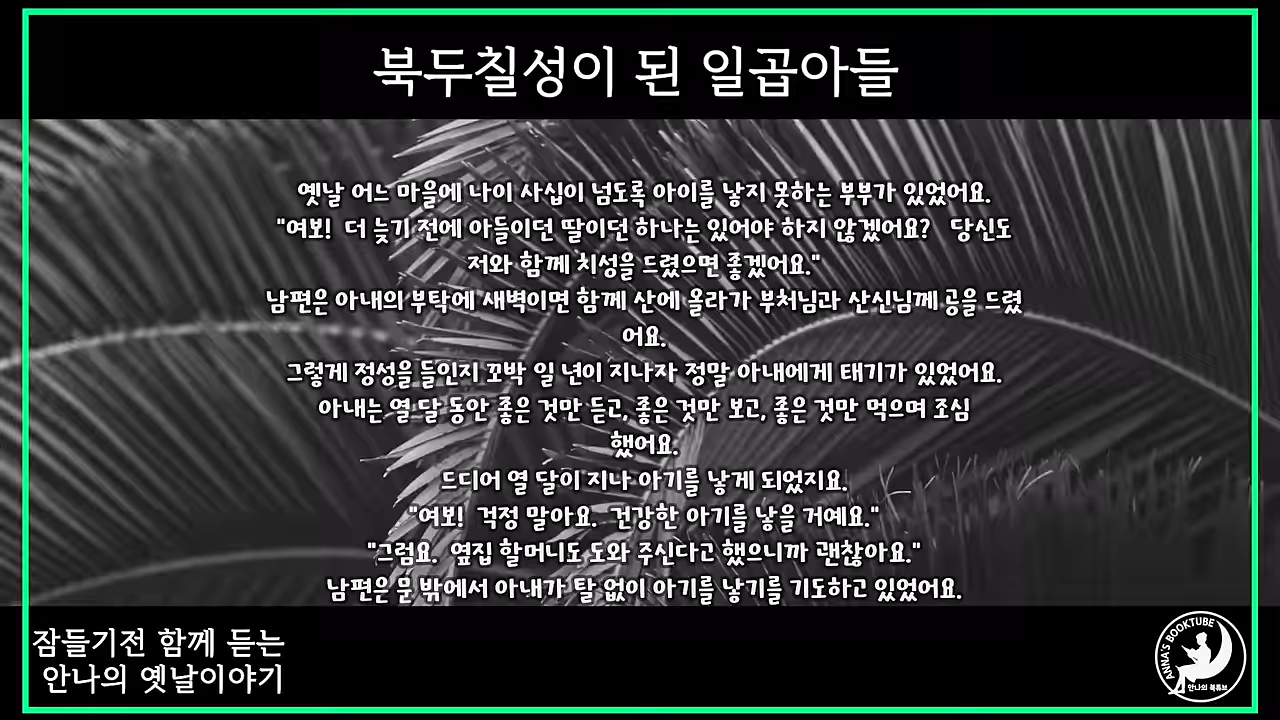 북두칠성이 된 일곱아들
옛날 어느 마을에 나이 사십이 넘도록 아이를 낳지 못하는 부부가 있었어요.
"여보! 더 늦기 전에 아들이던 딸이던 하나는 있어야 하지 않겠어요? 당신도
저와 함께 치성을 드렸으면 좋겠어요."
남편은 아내의 부탁에 새벽이면 함께 산에 올라가 부처님과 산신님께 공을 드렸
어요.
그렇게 정성을 들인지 꼬박 일 년이 지나자 정말 아내에게 태기가 있었어요.
아내는 열 달 동안 좋은 것만 듣고, 좋은 것만 보고, 좋은 것만 먹으며 조심
했어요.
드디어 열 달이 지나 아기를 낳게 되었지요.
"여보! 걱정 말아요. 건강한 아기를 낳을 거예요."
"그럼요. 옆집 할머니도 도와 주신다고 했으니까 괜찮아요."
남편은 문 밖에서 아내가 탈 없이 아기를 낳기를 기도하고 있었어요.
잠들기전 함께 듣는
안나의 옛날이야기
ANNA'S BOOKTUBE
안나의 북튜브